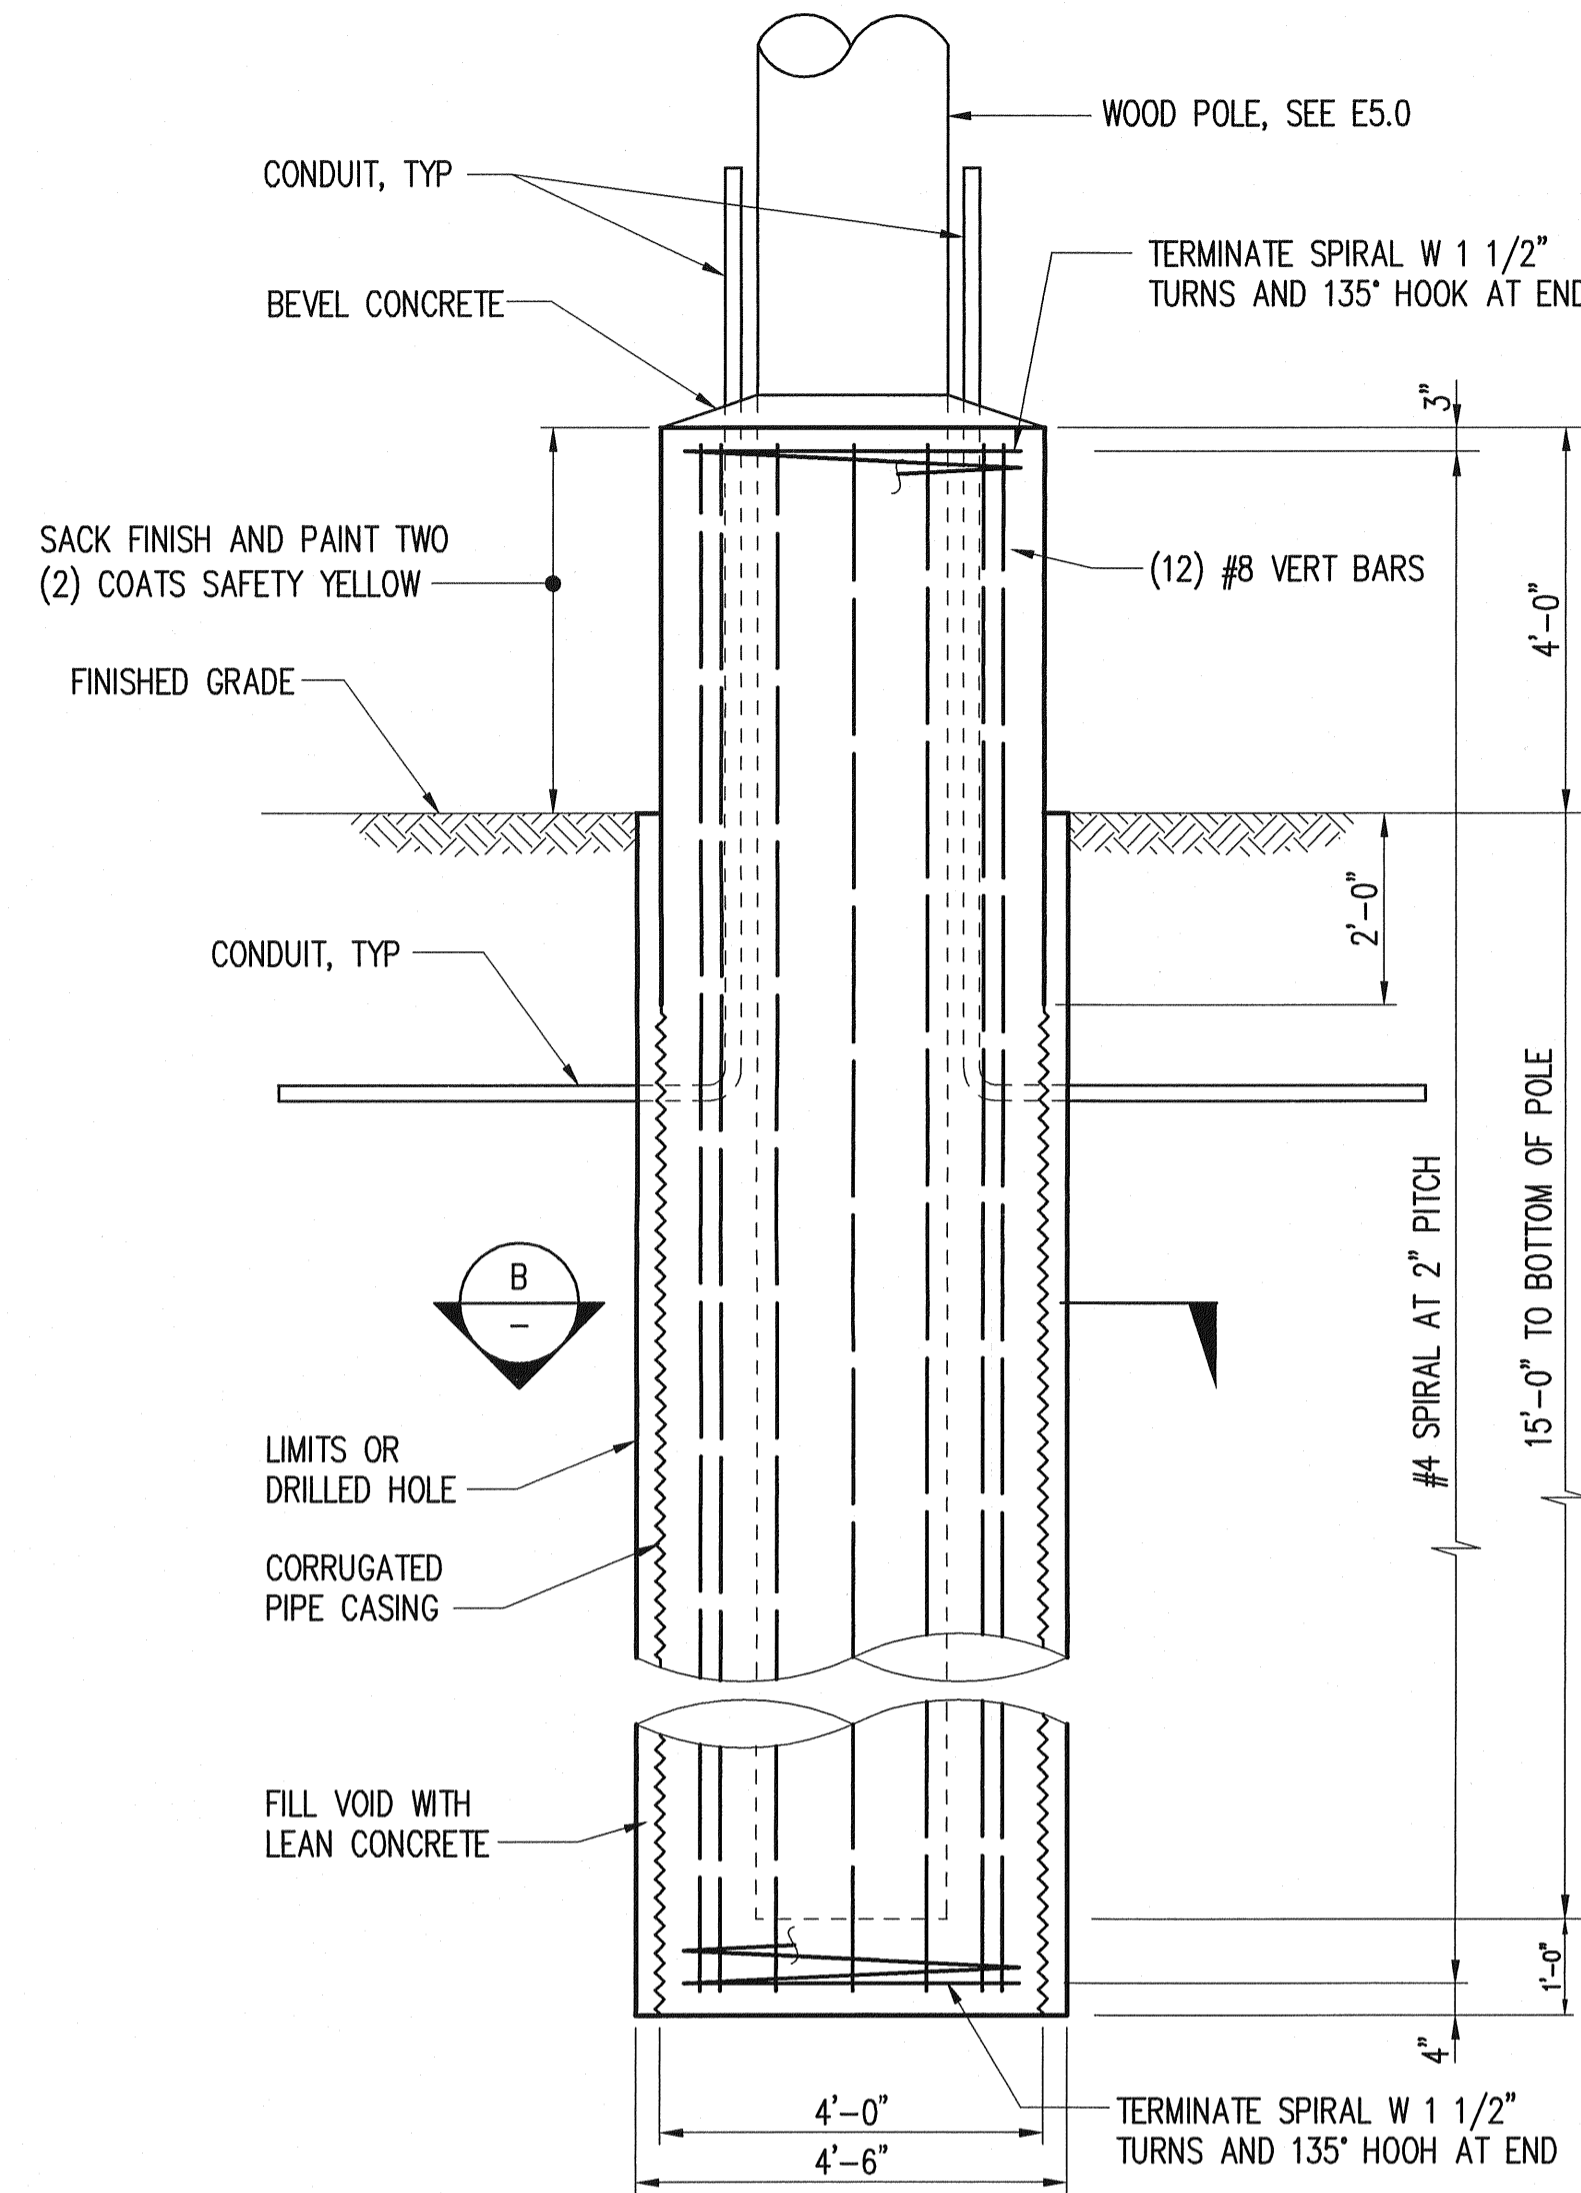 WOOD POLE, SEE E5.0
CONDUIT, TYP
TERMINATE SPIRAL W 1 1/2"
TURNS AND 135° HOOK AT END
BEVEL CONCRETE
3"
SACK FINISH AND PAINT TWO
(2) COATS SAFETY YELLOW
(12) #8 VERT BARS
4'-0"
FINISHED GRADE
2'-0"
CONDUIT, TYP
#4 SPIRAL AT 2" PITCH
15'-0" TO BOTTOM OF POLE
B
–
LIMITS OR
DRILLED HOLE
CORRUGATED
PIPE CASING
FILL VOID WITH
LEAN CONCRETE
1'-0"
4"
4'-0"
4'-6"
TERMINATE SPIRAL W 1 1/2"
TURNS AND 135° HOOH AT END